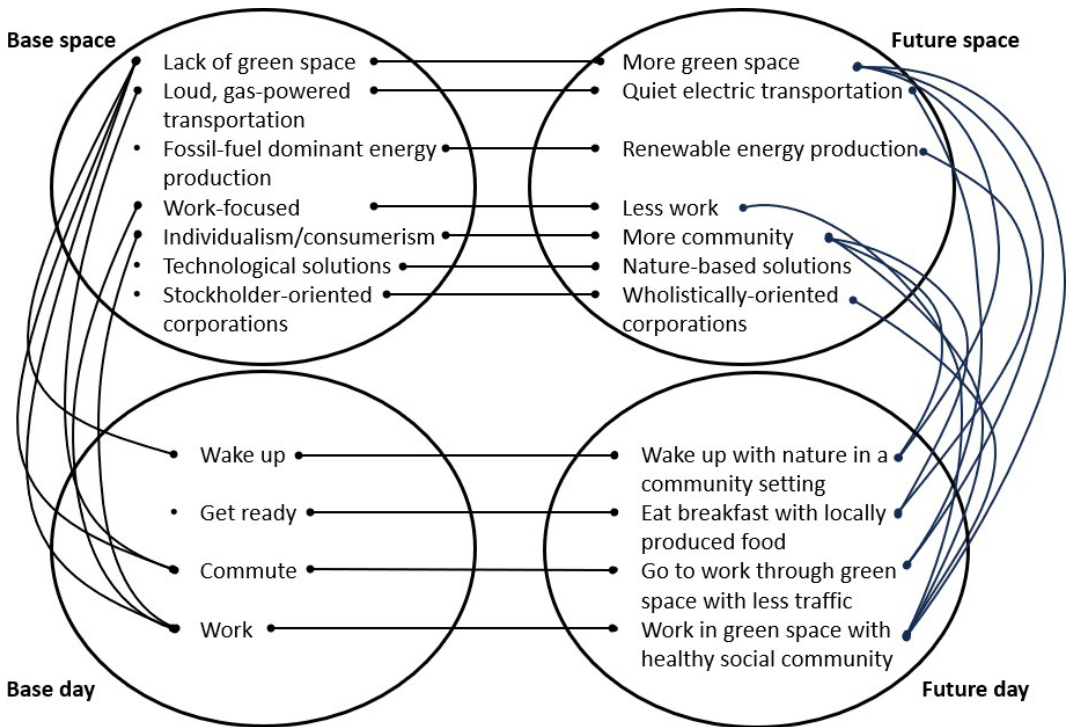 Base space
Lack of green space
Loud, gas-powered
transportation
Fossil-fuel dominant energy
production
Work-focused
Individualism/consumerism
Technological solutions
Stockholder-oriented
corporations
Future space
More green space
Quiet electric transportation
Renewable energy production
Less work
More community
Nature-based solutions
Wholistically-oriented
corporations
Wake up
Get ready
Commute
Work
Base day
Wake up with nature in a
community setting
Eat breakfast with locally
produced food
Go to work through green
space with less traffic
Work in green space with
healthy social community
Future day